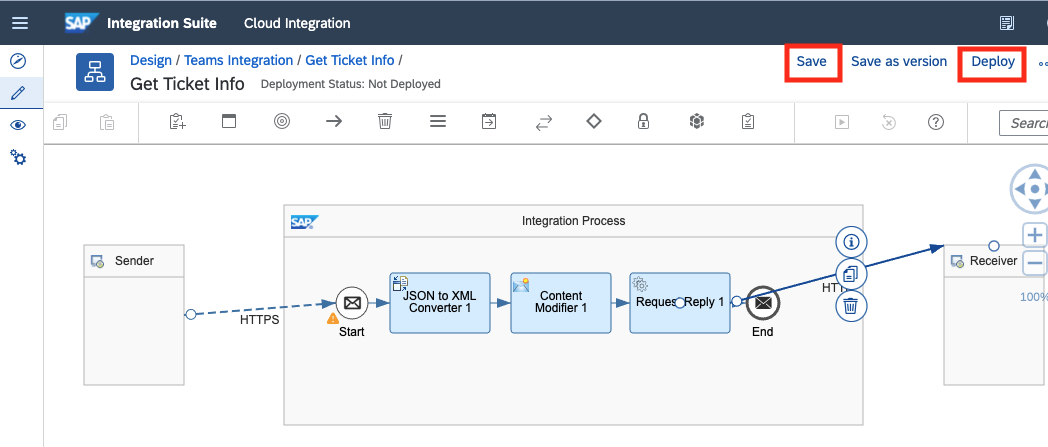 SAP Integration Suite Cloud Integration
Design / Teams Integration / Get Ticket Info /
Get Ticket Info Deployment Status: Not Deployed
Save Save as version Deploy
Search
SAP Integration Process
Sender
Receiver
JSON to XML
Converter 1
Content
Modifier 1
Request Reply 1
HTTPS
Start
End
HTT
100%